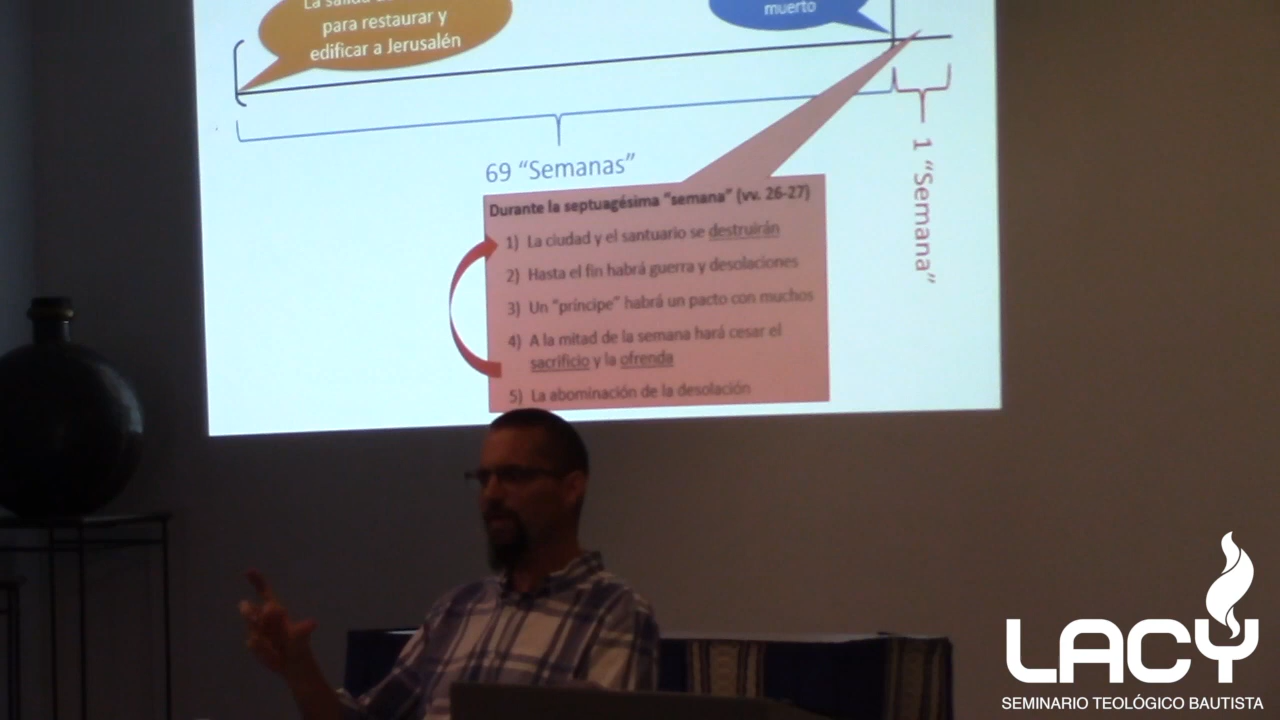 La salida
para restaurar y
edificar a Jerusalén
muerto
69 “Semanas”
1 “Semana”
Durante la septuagésima “semana” (vv. 26-27)
1) La ciudad y el santuario se destruirán
2) Hasta el fin habrá guerra y desolaciones
3) Un “príncipe” habrá un pacto con muchos
4) A la mitad de la semana hará cesar el
sacrificio y la ofrenda
5) La abominación de la desolación
LACY
SEMINARIO TEOLÓGICO BAUTISTA